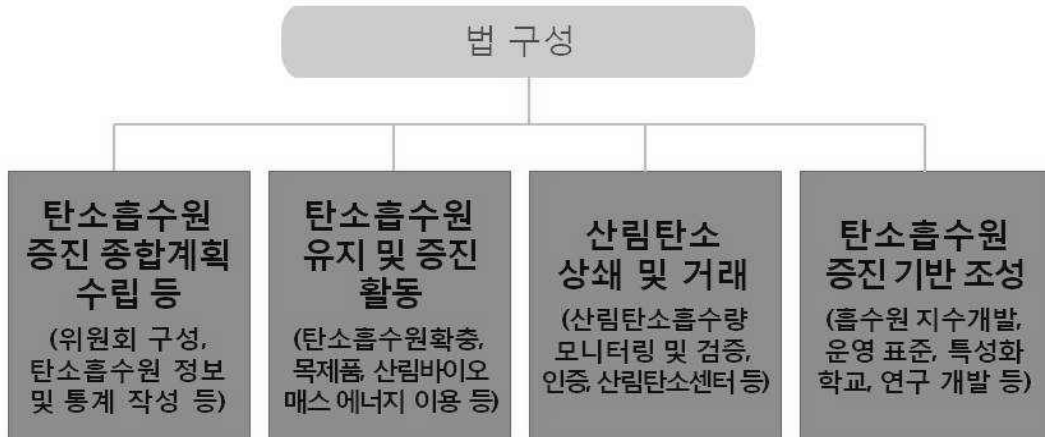 법 구성
탄소흡수원
증진 종합계획
수립 등
(위원회 구성,
탄소흡수원 정보
및 통계 작성 등)
탄소흡수원
유지 및 증진
활동
(탄소흡수원확충,
목제품, 산림바이오
매스 에너지 이용 등)
산림탄소
상쇄 및 거래
(산림탄소흡수량
모니터링 및 검증,
인증, 산림탄소센터 등)
탄소흡수원
증진 기반 조성
(흡수원 지수개발,
운영 표준, 특성화
학교, 연구 개발 등)